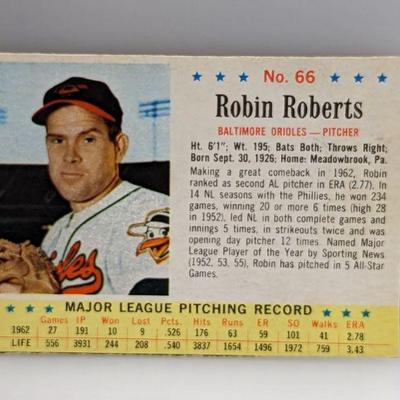 ★ ★ ★ ★ No. 66 ★ ★ ★ ★
Robin Roberts
BALTIMORE ORIOLES — PITCHER
Ht. 6'1"; Wt. 195; Bats Both; Throws Right;
Born Sept. 30, 1926; Home: Meadowbrook, Pa.
Making a great comeback in 1962, Robin
ranked as second AL pitcher in ERA (2.77). In
14 NL seasons with the Phillies, he won 234
games, winning 20 or more 6 times (high 28
in 1952), led NL in both complete games and
innings 5 times, in strikeouts twice and was
opening day pitcher 12 times. Named Major
League Player of the Year by Sporting News
(1952, 53, 55), Robin has pitched in 5 All-Star
Games.
★ ★ ★ MAJOR LEAGUE PITCHING RECORD ★ ★ ★
Games IP Won Lost Pcts. Hits Runs ER SO Walks ERA
1962 27 191 10 9 .526 176 63 59 101 41 2.78
LIFE 556 3931 244 208 .540 3837 1654 1496 1972 759 3.43